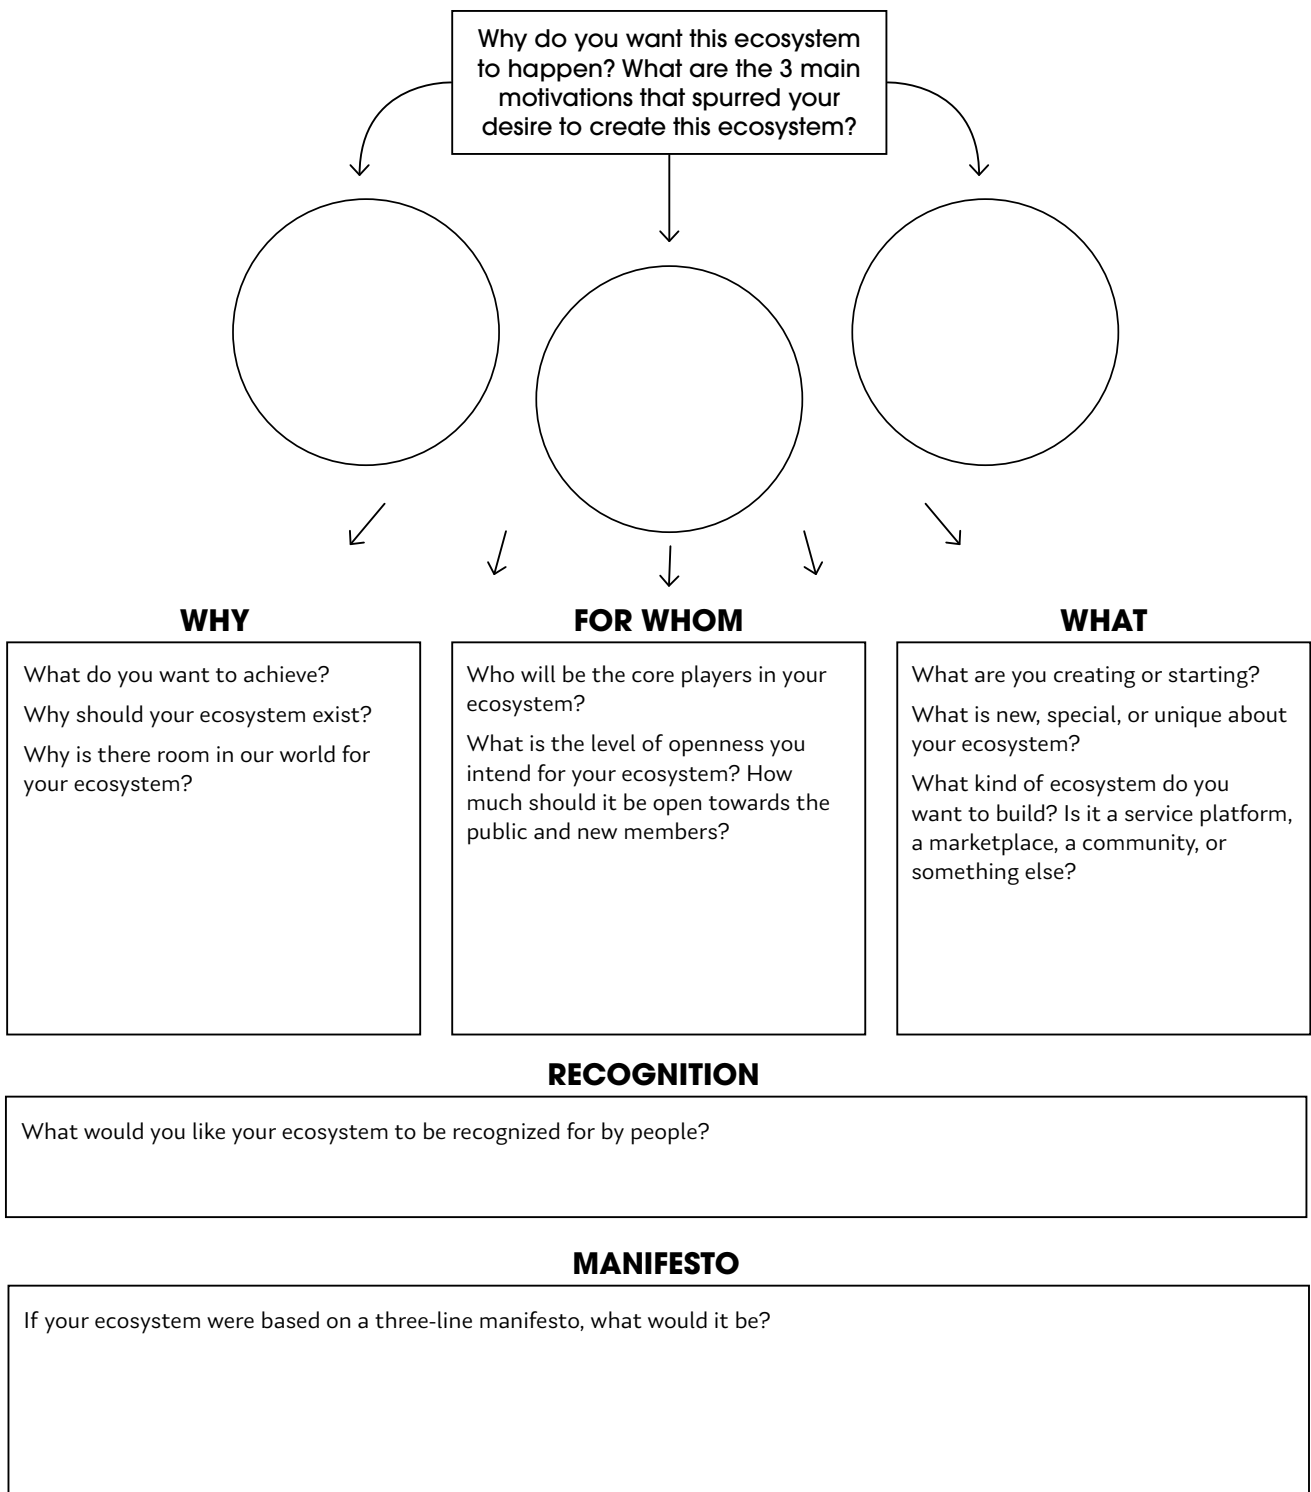 Why do you want this ecosystem
to happen? What are the 3 main
motivations that spurred your
desire to create this ecosystem?
WHY
What do you want to achieve?
Why should your ecosystem exist?
Why is there room in our world for
your ecosystem?
FOR WHOM
Who will be the core players in your
ecosystem?
What is the level of openness you
intend for your ecosystem? How
much should it be open towards the
public and new members?
WHAT
What are you creating or starting?
What is new, special, or unique about
your ecosystem?
What kind of ecosystem do you
want to build? Is it a service platform,
a marketplace, a community, or
something else?
RECOGNITION
What would you like your ecosystem to be recognized for by people?
MANIFESTO
If your ecosystem were based on a three-line manifesto, what would it be?